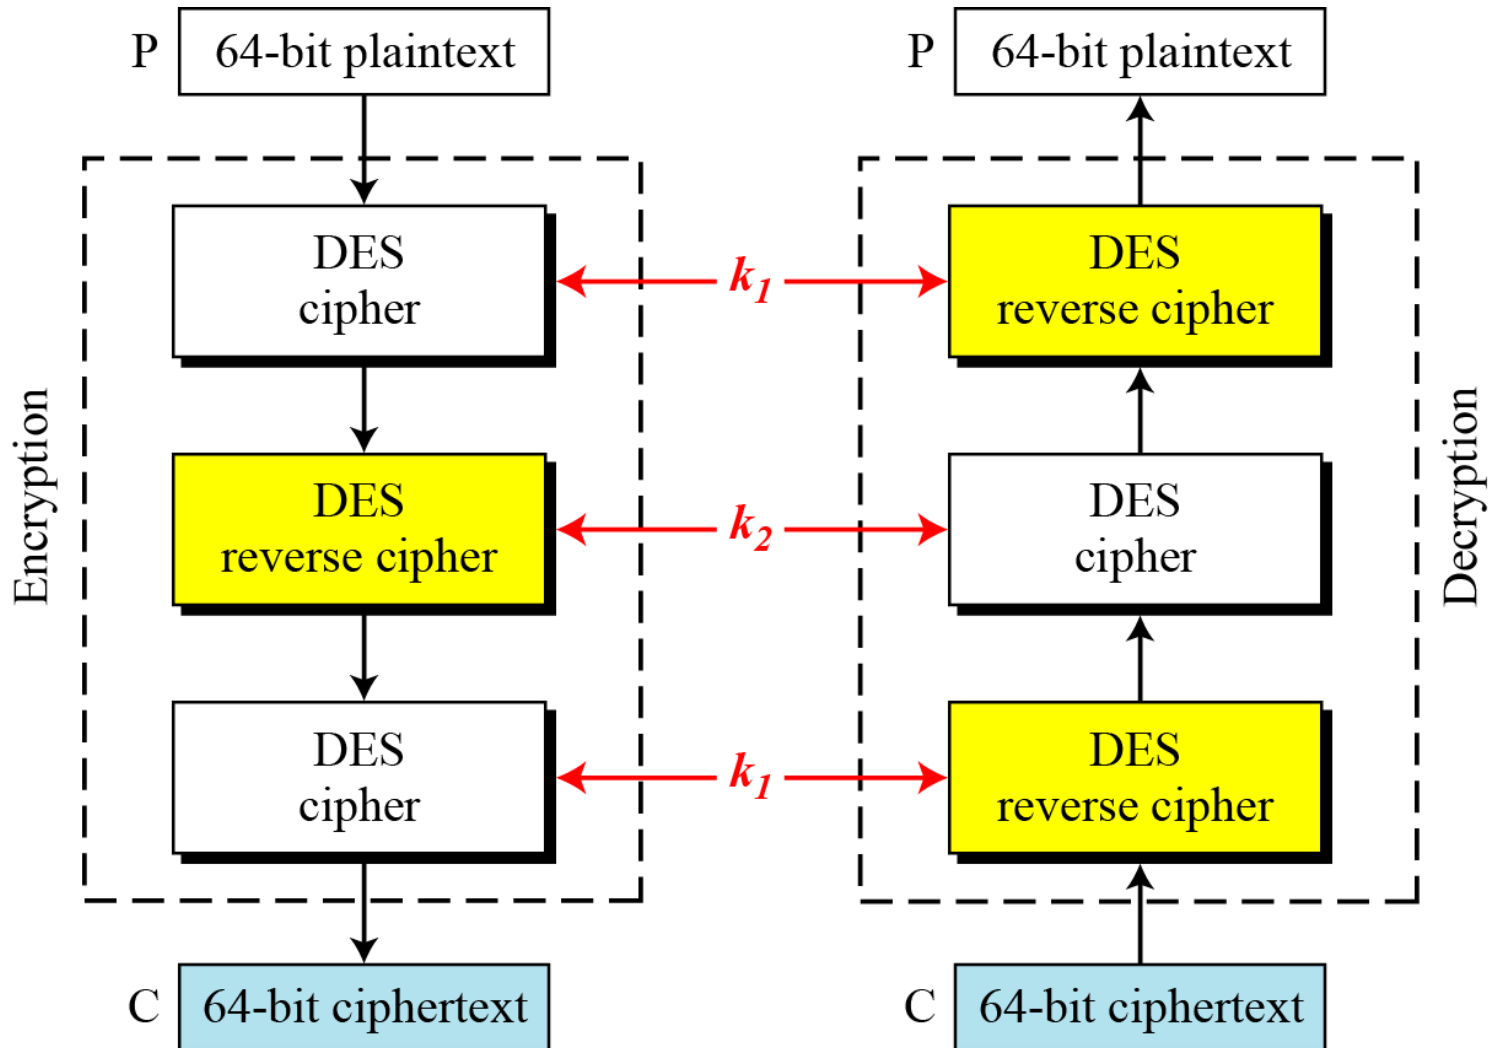 P 64-bit plaintext
P 64-bit plaintext
DES
cipher
k1
DES
reverse cipher
Encryption
DES
reverse cipher
k2
DES
cipher
Decryption
DES
cipher
k1
DES
reverse cipher
C 64-bit ciphertext
C 64-bit ciphertext